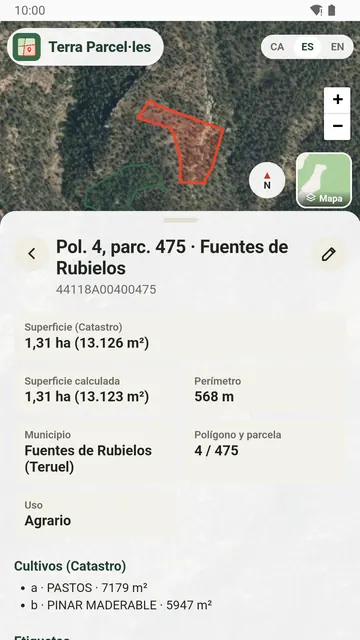 10:00
Terra Parcel·les
CA ES EN
+
−
N
Mapa
Pol. 4, parc. 475 · Fuentes de
Rubielos
44118A00400475
Superficie (Catastro)
1,31 ha (13.126 m²)
Superficie calculada
1,31 ha (13.123 m²)
Perímetro
568 m
Municipio
Fuentes de Rubielos
(Teruel)
Polígono y parcela
4 / 475
Uso
Agrario
Cultivos (Catastro)
• a · PASTOS · 7179 m²
• b · PINAR MADERABLE · 5947 m²